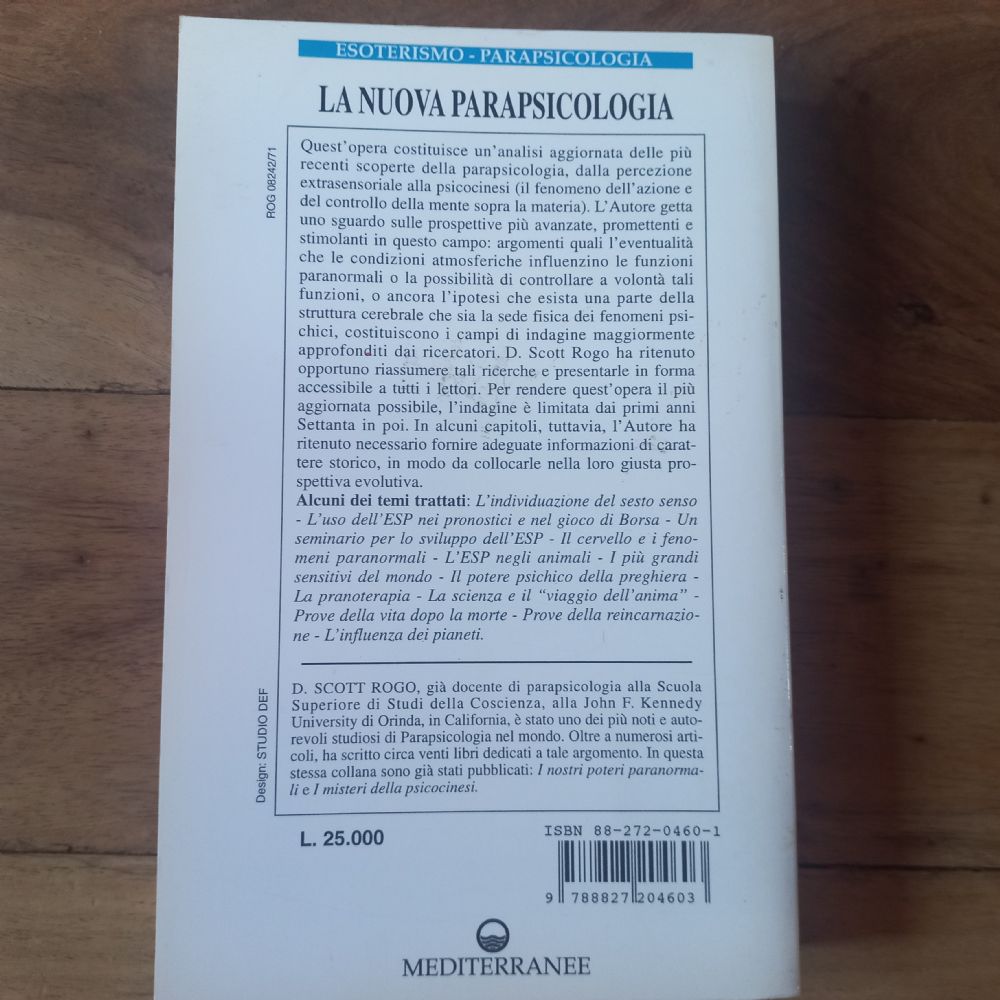 ESOTERISMO - PARAPSICOLOGIA
LA NUOVA PARAPSICOLOGIA
ROG 08242/71
Quest'opera costituisce un'analisi aggiornata delle più
recenti scoperte della parapsicologia, dalla percezione
extrasensoriale alla psicocinesi (il fenomeno dell'azione e
del controllo della mente sopra la materia). L'Autore getta
uno sguardo sulle prospettive più avanzate, promettenti e
stimolanti in questo campo: argomenti quali l'eventualità
che le condizioni atmosferiche influenzino le funzioni
paranormali o la possibilità di controllare a volontà tali
funzioni, o ancora l'ipotesi che esista una parte della
struttura cerebrale che sia la sede fisica dei fenomeni psi-
chici, costituiscono i campi di indagine maggiormente
approfonditi dai ricercatori. D. Scott Rogo ha ritenuto
opportuno riassumere tali ricerche e presentarle in forma
accessibile a tutti i lettori. Per rendere quest'opera il più
aggiornata possibile, l'indagine è limitata dai primi anni
Settanta in poi. In alcuni capitoli, tuttavia, l'Autore ha
ritenuto necessario fornire adeguate informazioni di carat-
tere storico, in modo da collocarle nella loro giusta pro-
spettiva evolutiva.
Alcuni dei temi trattati: L'individuazione del sesto senso
- L'uso dell'ESP nei pronostici e nel gioco di Borsa - Un
seminario per lo sviluppo dell'ESP - Il cervello e i feno-
meni paranormali - L'ESP negli animali - I più grandi
sensitivi del mondo - Il potere psichico della preghiera -
La pranoterapia - La scienza e il "viaggio dell'anima" -
Prove della vita dopo la morte - Prove della reincarnazio-
ne - L'influenza dei pianeti.
Design: STUDIO DEF
D. SCOTT ROGO, già docente di parapsicologia alla Scuola
Superiore di Studi della Coscienza, alla John F. Kennedy
University di Orinda, in California, è stato uno dei più noti e auto-
revoli studiosi di Parapsicologia nel mondo. Oltre a numerosi arti-
coli, ha scritto circa venti libri dedicati a tale argomento. In questa
stessa collana sono già stati pubblicati: I nostri poteri paranorma-
li e I misteri della psicocinesi.
L. 25.000
ISBN 88-272-0460-1
9 788827 204603
MEDITERRANEE